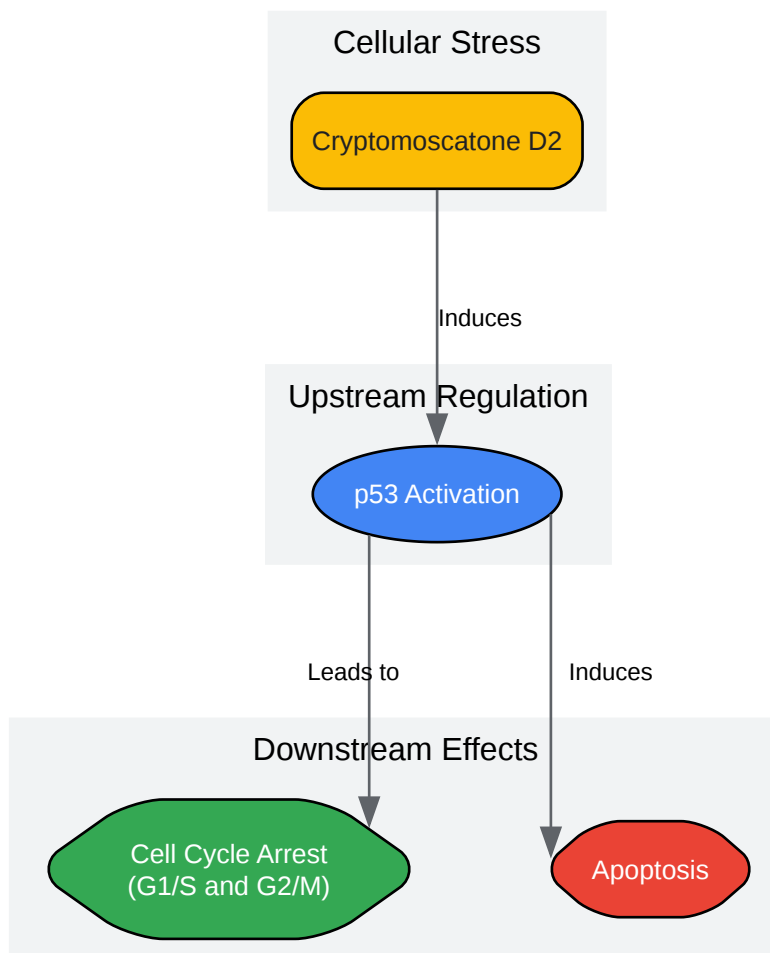 Cellular Stress
Cryptomoscatone D2
Induces
Upstream Regulation
p53 Activation
Leads to
Induces
Downstream Effects
Cell Cycle Arrest
(G1/S and G2/M)
Apoptosis